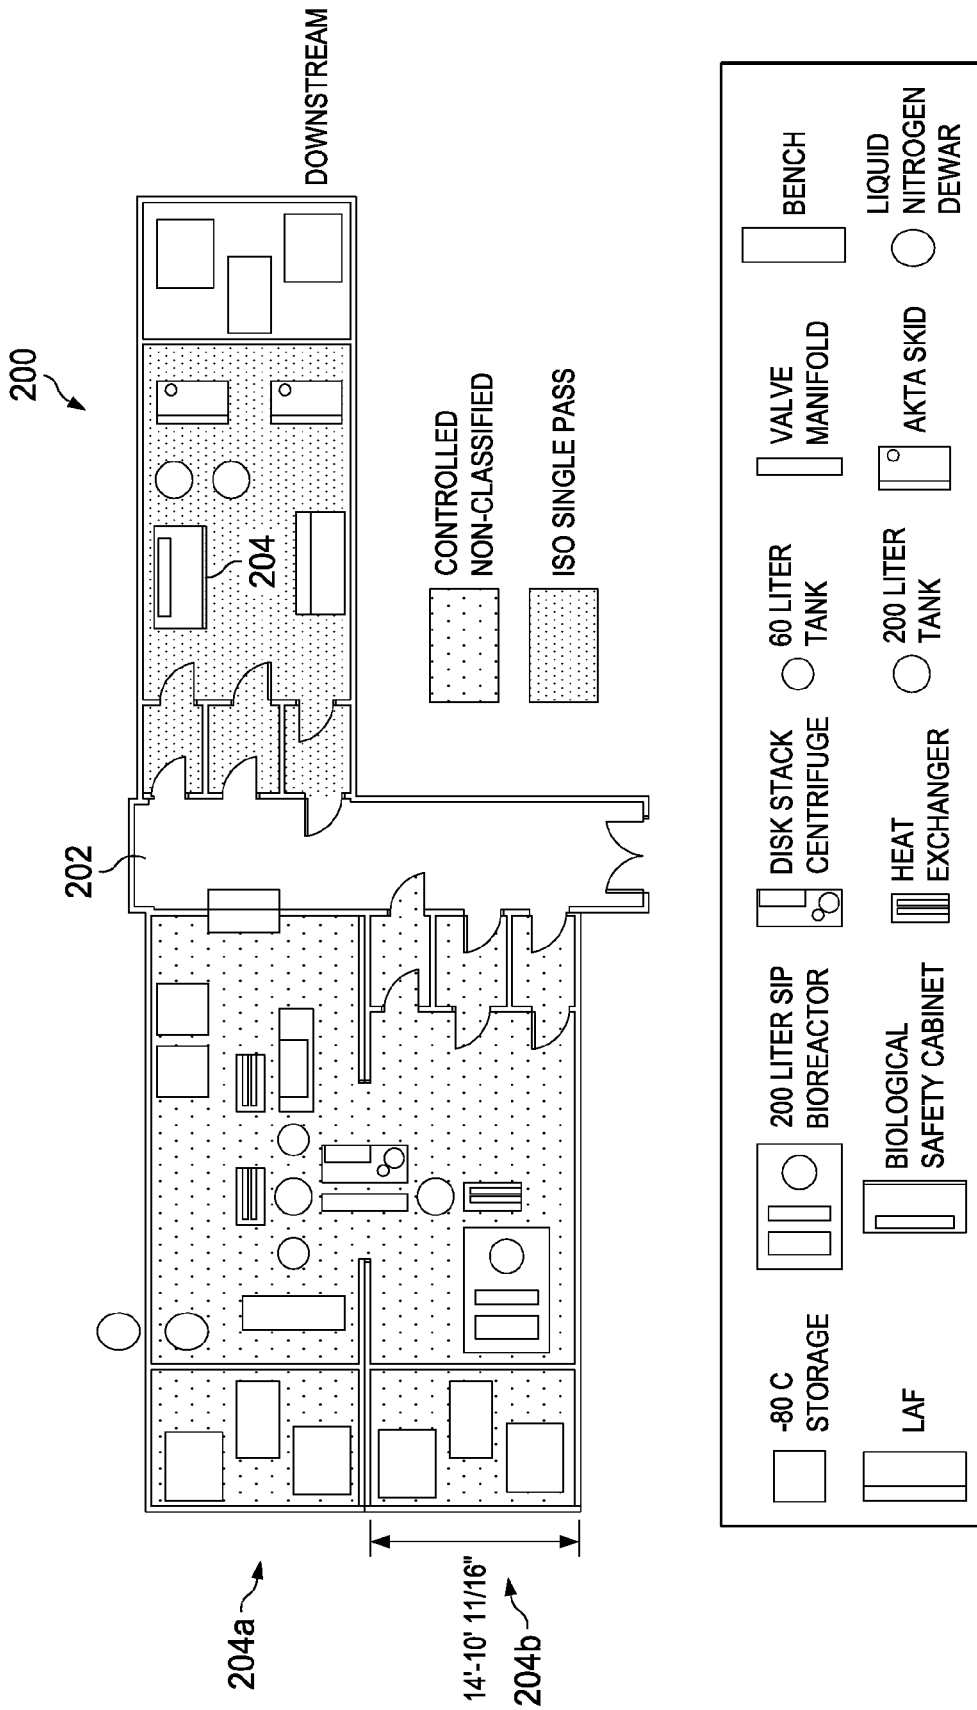 200
202
204
204a
204b
14'-10' 11/16"
DOWNSTREAM
CONTROLLED
NON-CLASSIFIED
ISO SINGLE PASS
-80 C
STORAGE
200 LITER SIP
BIOREACTOR
DISK STACK
CENTRIFUGE
60 LITER
TANK
VALVE
MANIFOLD
BENCH
LAF
BIOLOGICAL
SAFETY CABINET
HEAT
EXCHANGER
200 LITER
TANK
AKTA SKID
LIQUID
NITROGEN
DEWAR